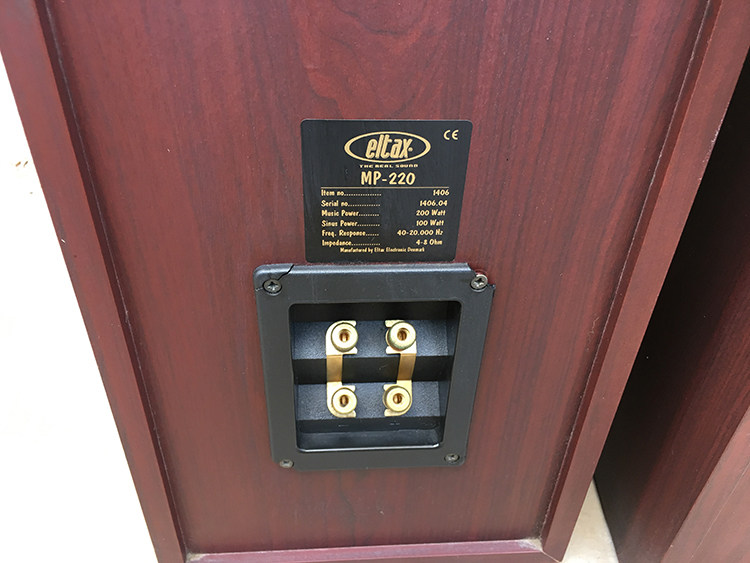 eltax
CE
THE REAL SOUND
MP-220
Item no................ 1406
Serial no............. 1406.04
Music Power......... 200 Watt
Sinus Power.......... 100 Watt
Freq. Response...... 40-20.000 Hz
Impedance............ 4-8 Ohm
Manufactured by Eltax Electronic Denmark